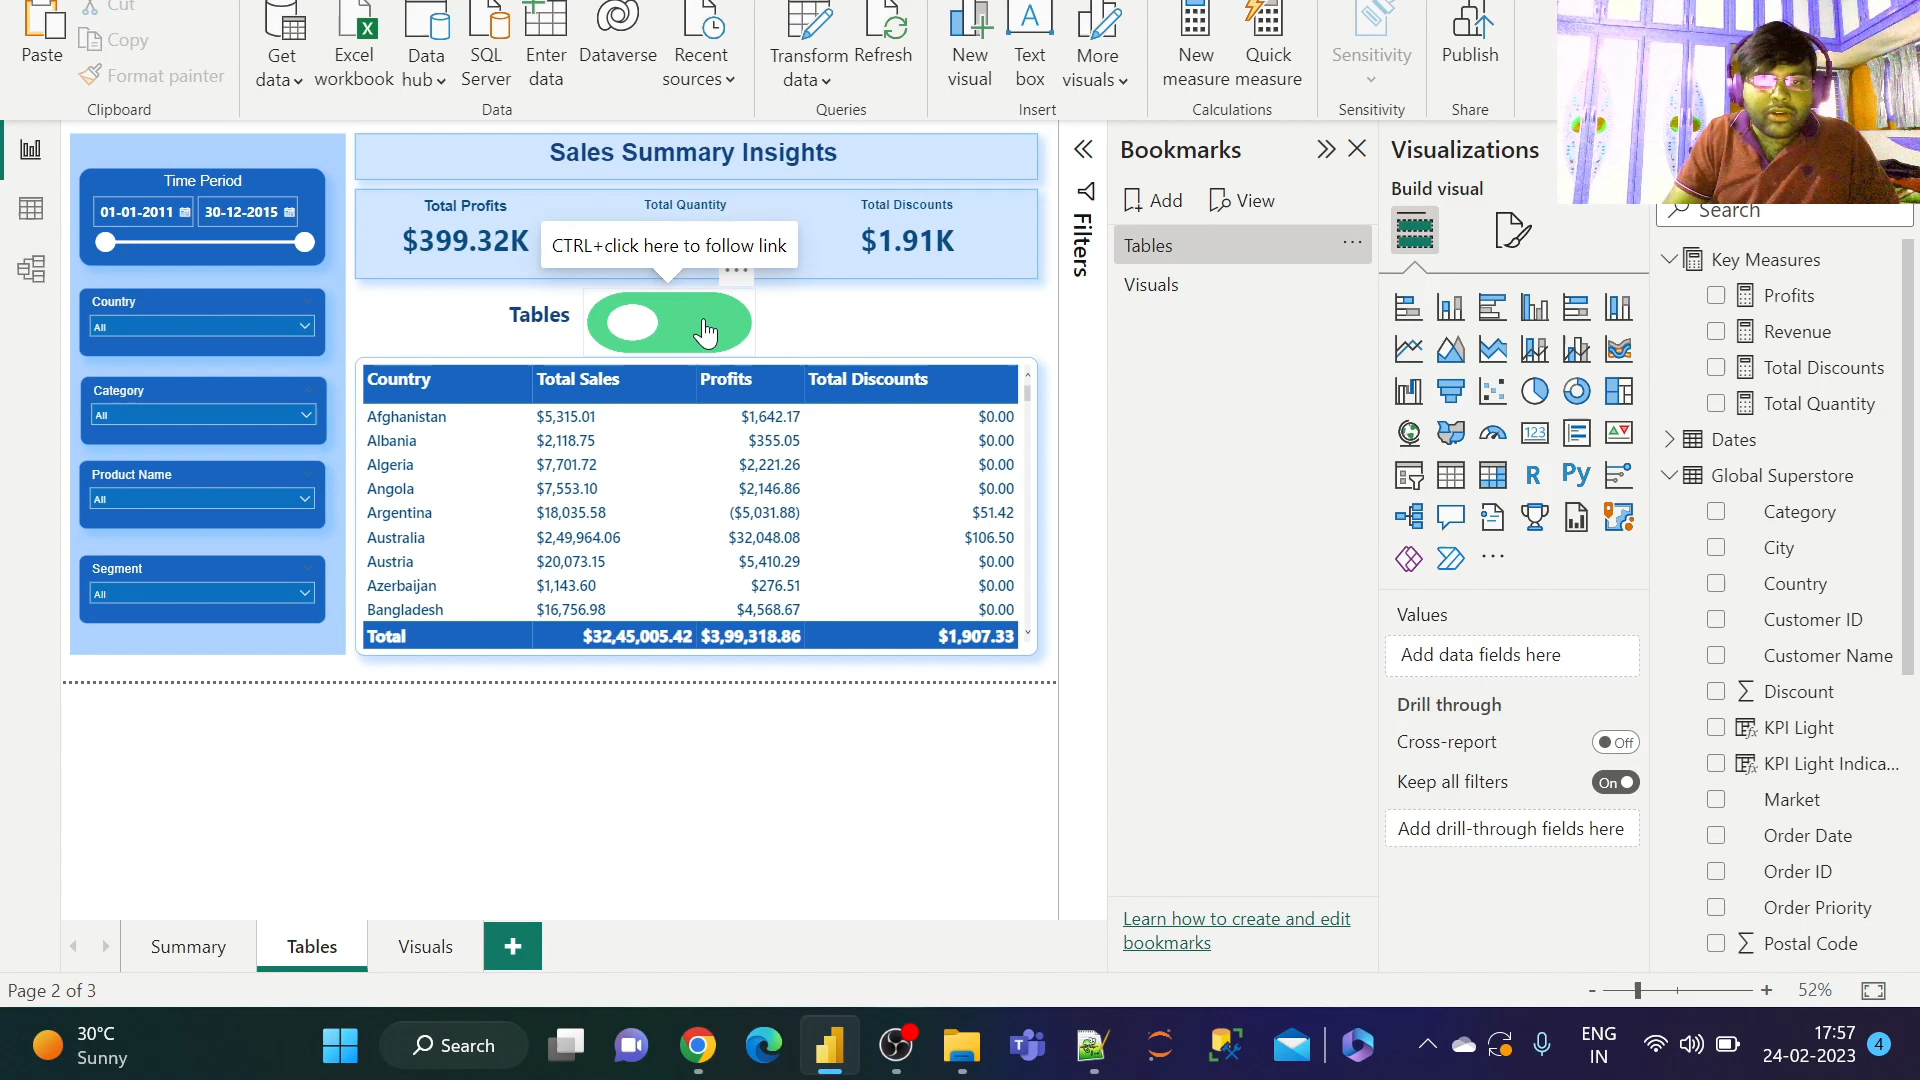 Paste
Cut
Copy
Format painter
Clipboard
Get data
Excel workbook
Data hub
SQL Server
Enter data
Dataverse
Recent sources
Data
Transform data
Refresh
Queries
New visual
Text box
More visuals
Insert
New measure
Quick measure
Calculations
Sensitivity
Sensitivity
Publish
Share
Time Period
01-01-2011
30-12-2015
Country
All
Category
All
Product Name
All
Segment
All
Sales Summary Insights
Total Profits
$399.32K
Total Quantity
Total Discounts
$1.91K
CTRL+click here to follow link
Tables
Country Total Sales Profits Total Discounts
Afghanistan $5,315.01 $1,642.17 $0.00
Albania $2,118.75 $355.05 $0.00
Algeria $7,701.72 $2,221.26 $0.00
Angola $7,553.10 $2,146.86 $0.00
Argentina $18,035.58 ($5,031.88) $51.42
Australia $2,49,964.06 $32,048.08 $106.50
Austria $20,073.15 $5,410.29 $0.00
Azerbaijan $1,143.60 $276.51 $0.00
Bangladesh $16,756.98 $4,568.67 $0.00
Total $32,45,005.42 $3,99,318.86 $1,907.33
Filters
Bookmarks
Add
View
Tables
Visuals
Learn how to create and edit
bookmarks
Visualizations
Build visual
123
R
Py
Values
Add data fields here
Drill through
Cross-report
Off
Keep all filters
On
Add drill-through fields here
Search
Key Measures
Profits
Revenue
Total Discounts
Total Quantity
Dates
Global Superstore
Category
City
Country
Customer ID
Customer Name
Discount
KPI Light
KPI Light Indica...
Market
Order Date
Order ID
Order Priority
Postal Code
Summary
Tables
Visuals
Page 2 of 3
52%
30°C
Sunny
Search
ENG
IN
17:57
24-02-2023
4